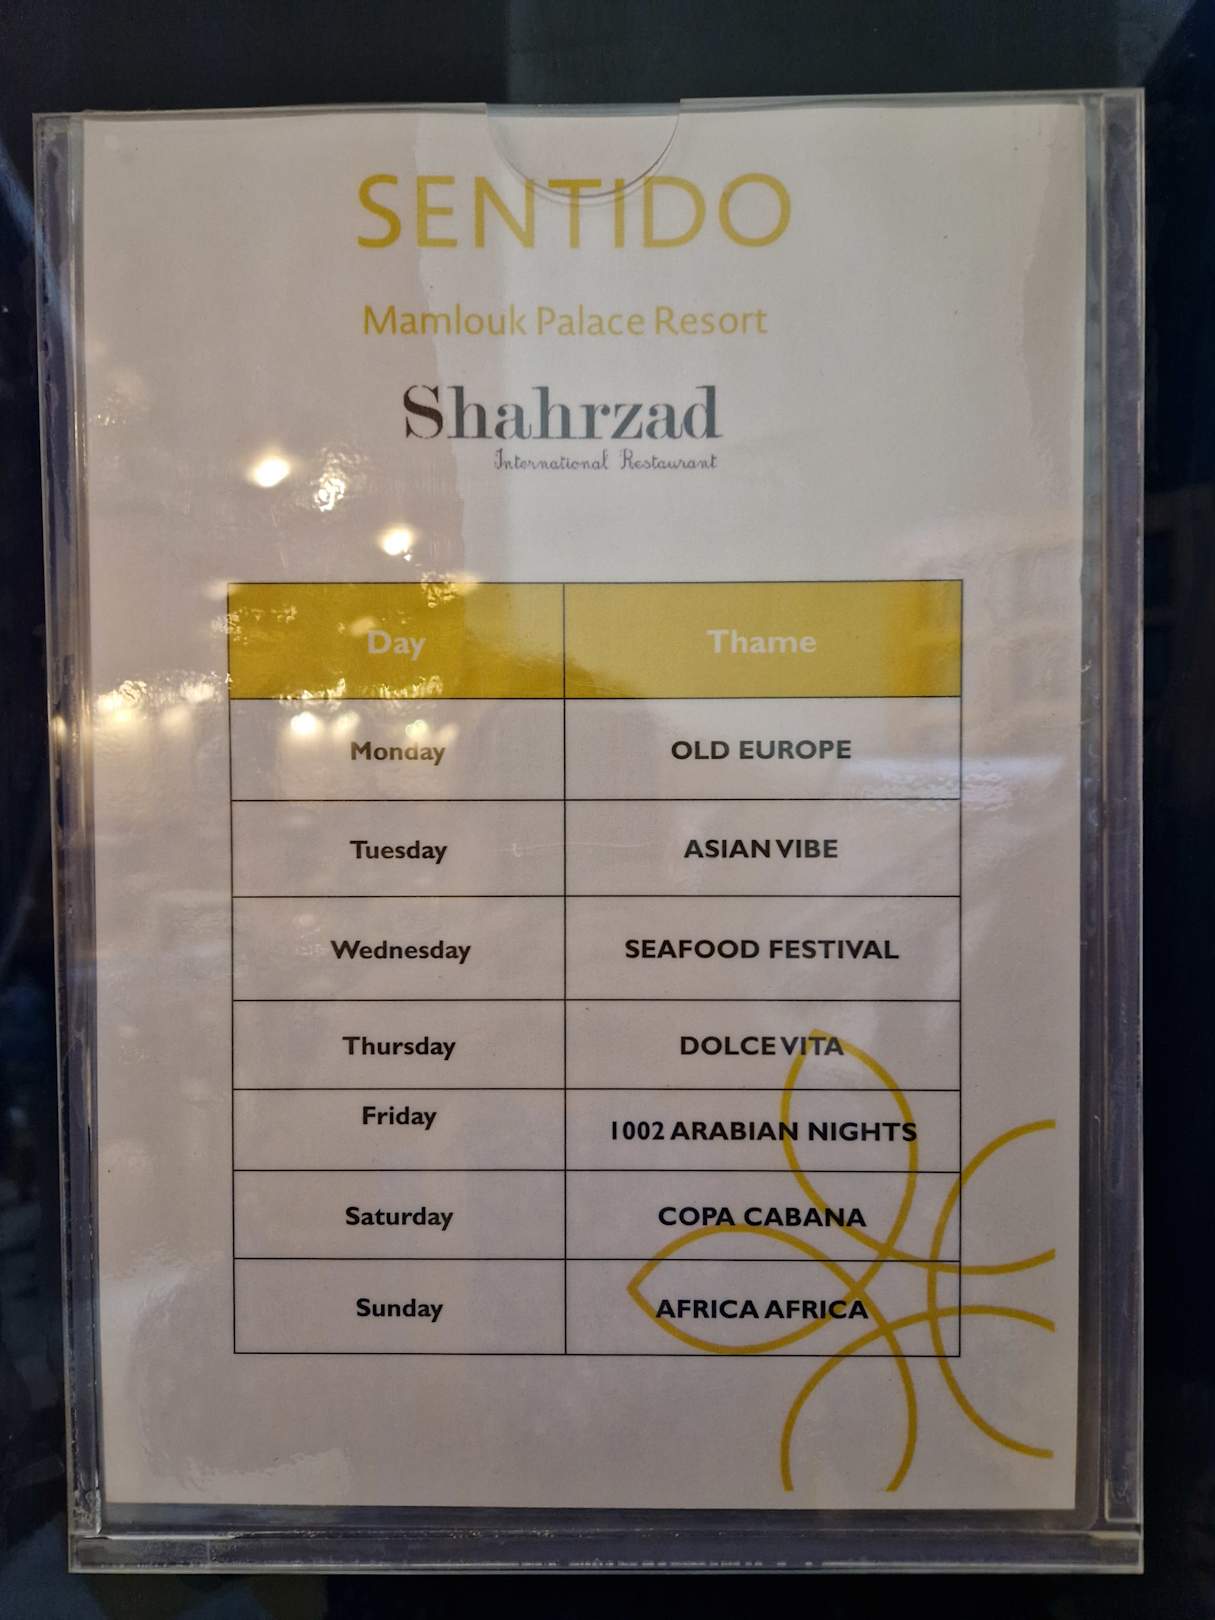 SENTIDO
Mamlouk Palace Resort
Shahrzad
International Restaurant
Day Thame
Monday OLD EUROPE
Tuesday ASIAN VIBE
Wednesday SEAFOOD FESTIVAL
Thursday DOLCE VITA
Friday 1002 ARABIAN NIGHTS
Saturday COPA CABANA
Sunday AFRICA AFRICA